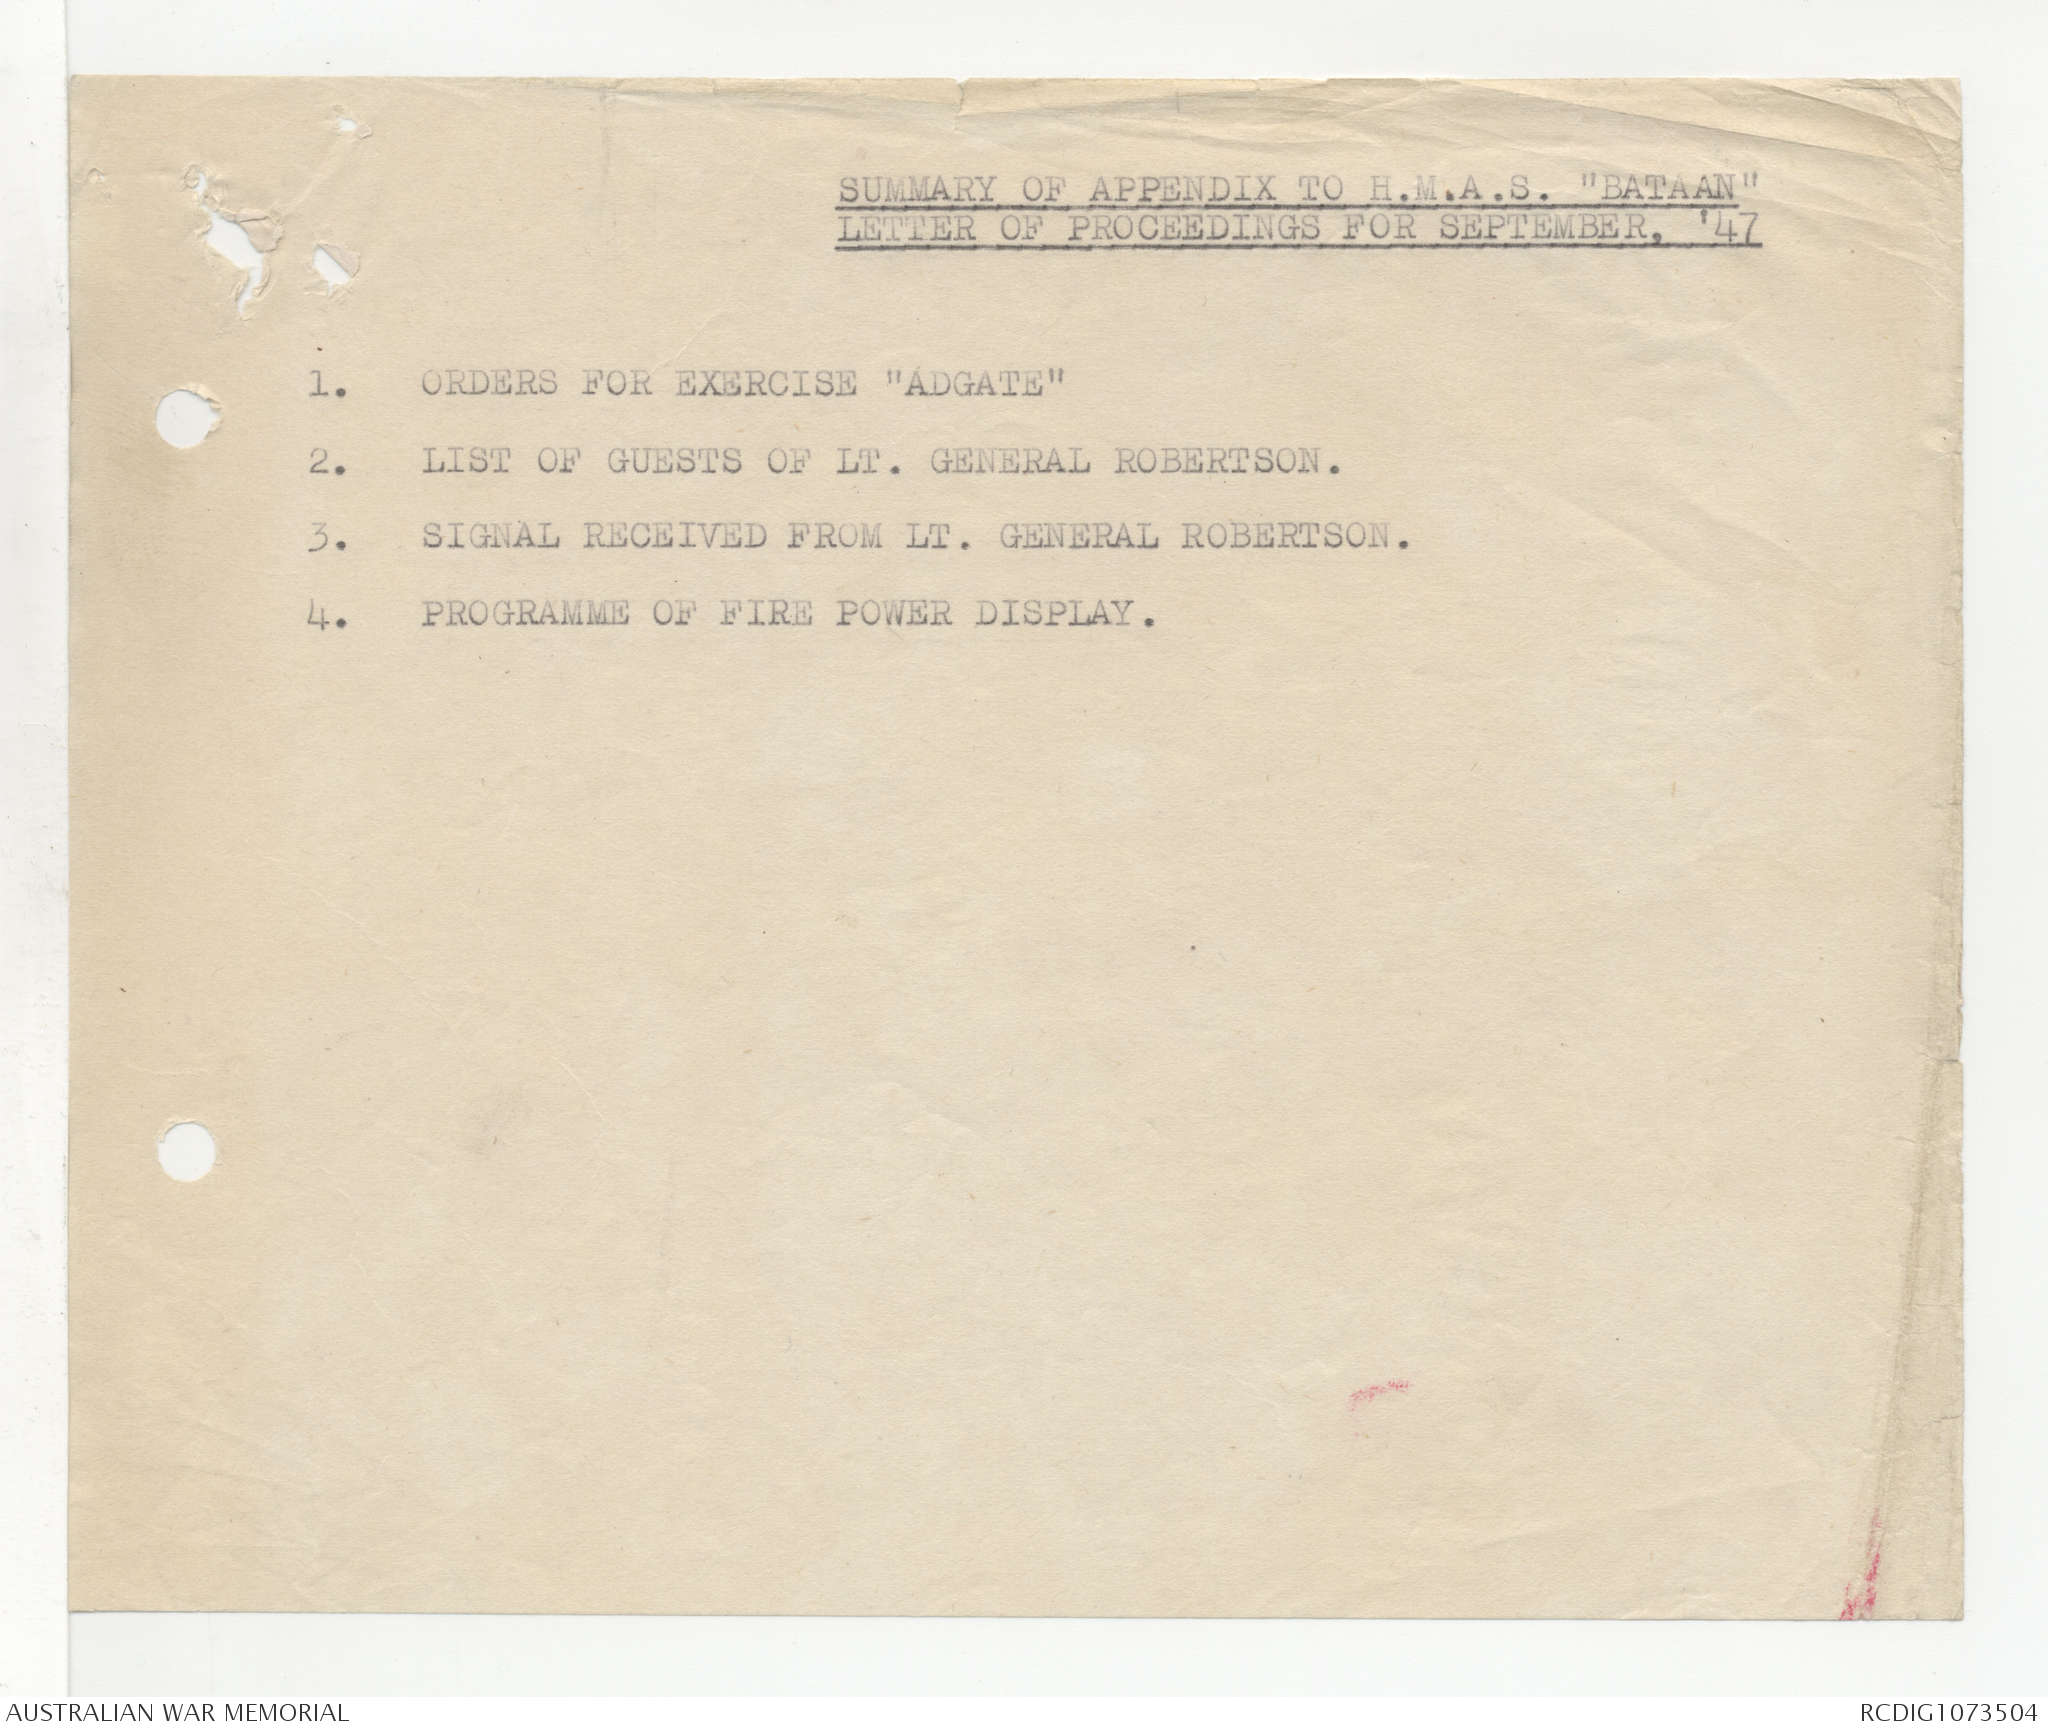 SUMMARY OF APPENDIX TO H.M.A.S. "BATAAN"
LETTER OF PROCEEDINGS FOR SEPTEMBER, '47
1. ORDERS FOR EXERCISE "ADGATE"
2. LIST OF GUESTS OF LT. GENERAL ROBERTSON.
3. SIGNAL RECEIVED FROM LT. GENERAL ROBERTSON.
4. PROGRAMME OF FIRE POWER DISPLAY.
AUSTRALIAN WAR MEMORIAL
RCDIG1073504